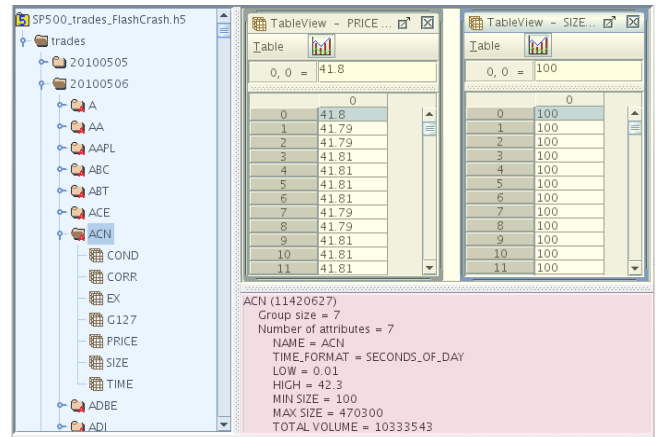 SP500_trades_FlashCrash.h5
trades
20100505
20100506
A
AA
AAPL
ABC
ABT
ACE
ACN
COND
CORR
EX
G127
PRICE
SIZE
TIME
ADBE
ADI
TableView - PRICE ...
Table
0, 0 = 41.8
0
0 41.8
1 41.79
2 41.79
3 41.81
4 41.81
5 41.81
6 41.81
7 41.79
8 41.79
9 41.81
10 41.81
11 41.81
TableView - SIZE...
Table
0, 0 = 100
0
0 100
1 100
2 100
3 100
4 100
5 100
6 100
7 100
8 100
9 100
10 100
11 100
ACN (11420627)
Group size = 7
Number of attributes = 7
NAME = ACN
TIME_FORMAT = SECONDS_OF_DAY
LOW = 0.01
HIGH = 42.3
MIN SIZE = 100
MAX SIZE = 470300
TOTAL VOLUME = 10333543